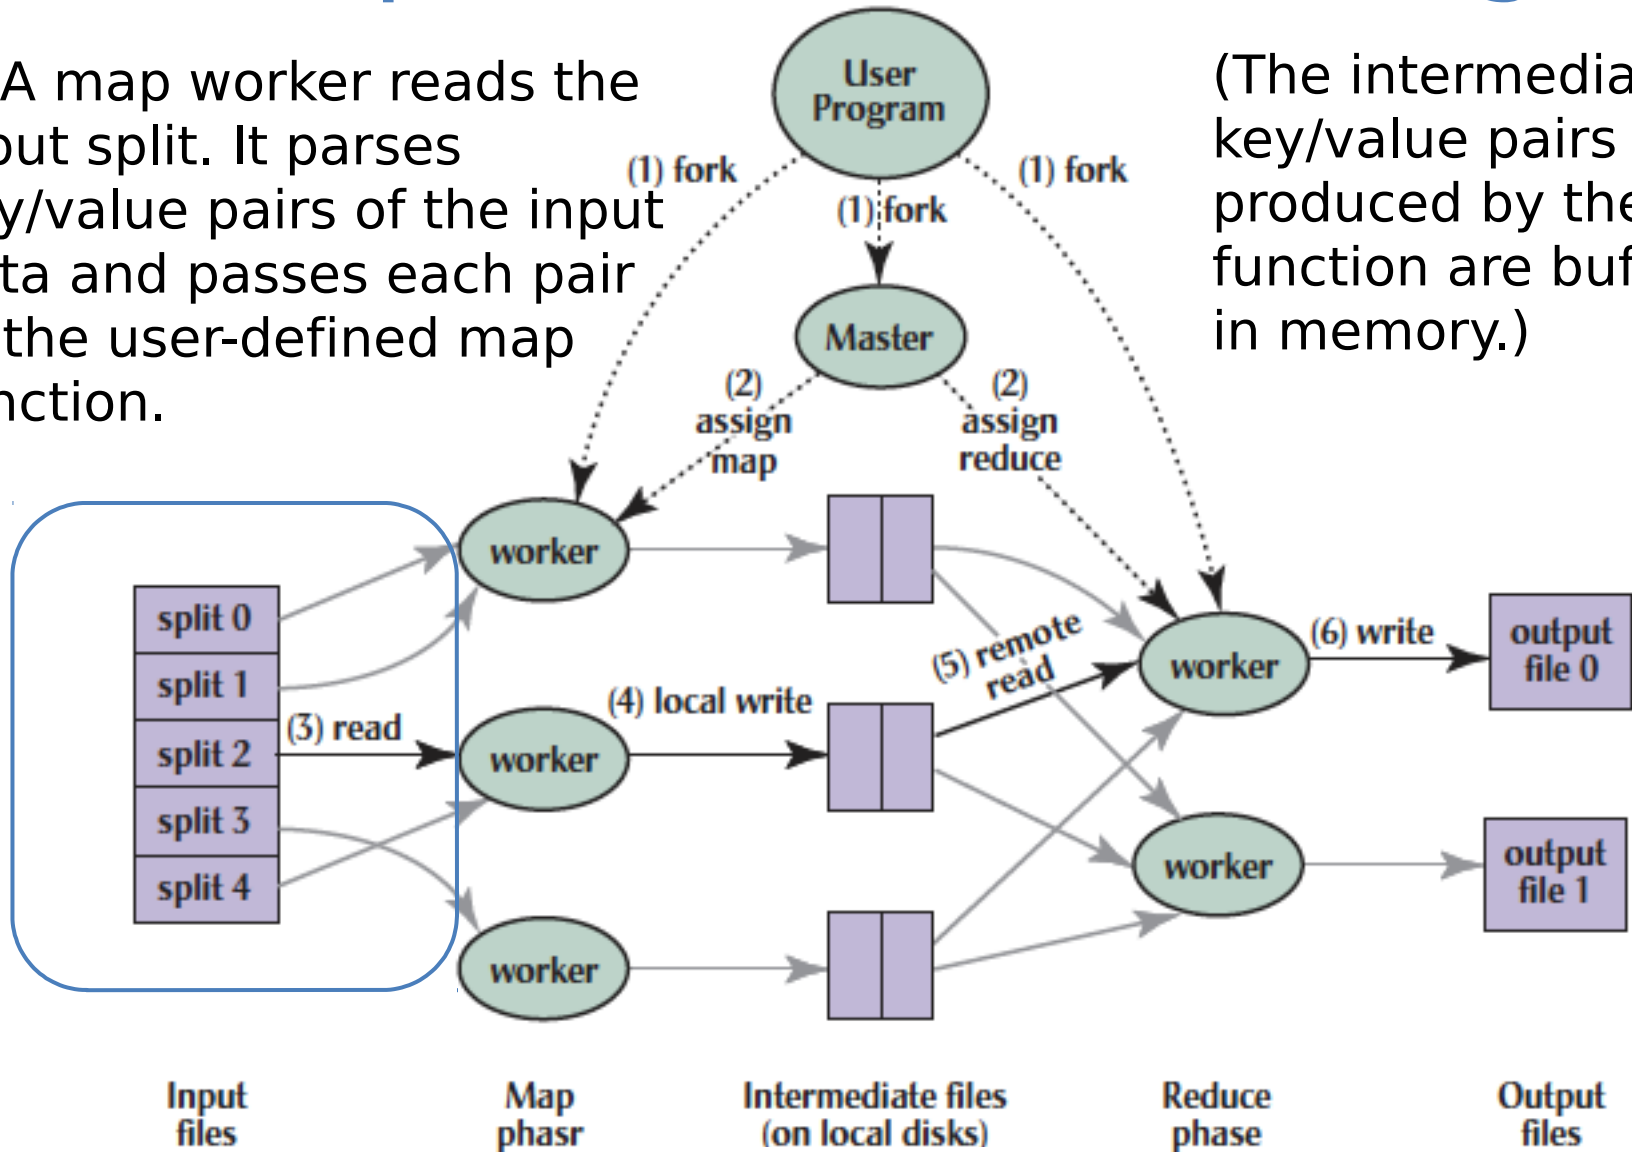 A map worker reads the
out split. It parses
y/value pairs of the input
ta and passes each pair
the user-defined map
nction.
(The intermedia
key/value pairs
produced by the
function are buf
in memory.)
User
Program
(1) fork
(1) fork
(1) fork
Master
(2)
assign
map
(2)
assign
reduce
worker
split 0
split 1
split 2
split 3
split 4
(3) read
worker
(4) local write
worker
(5) remote
read
worker
(6) write
output
file 0
worker
output
file 1
Input
files
Map
phasr
Intermediate files
(on local disks)
Reduce
phase
Output
files